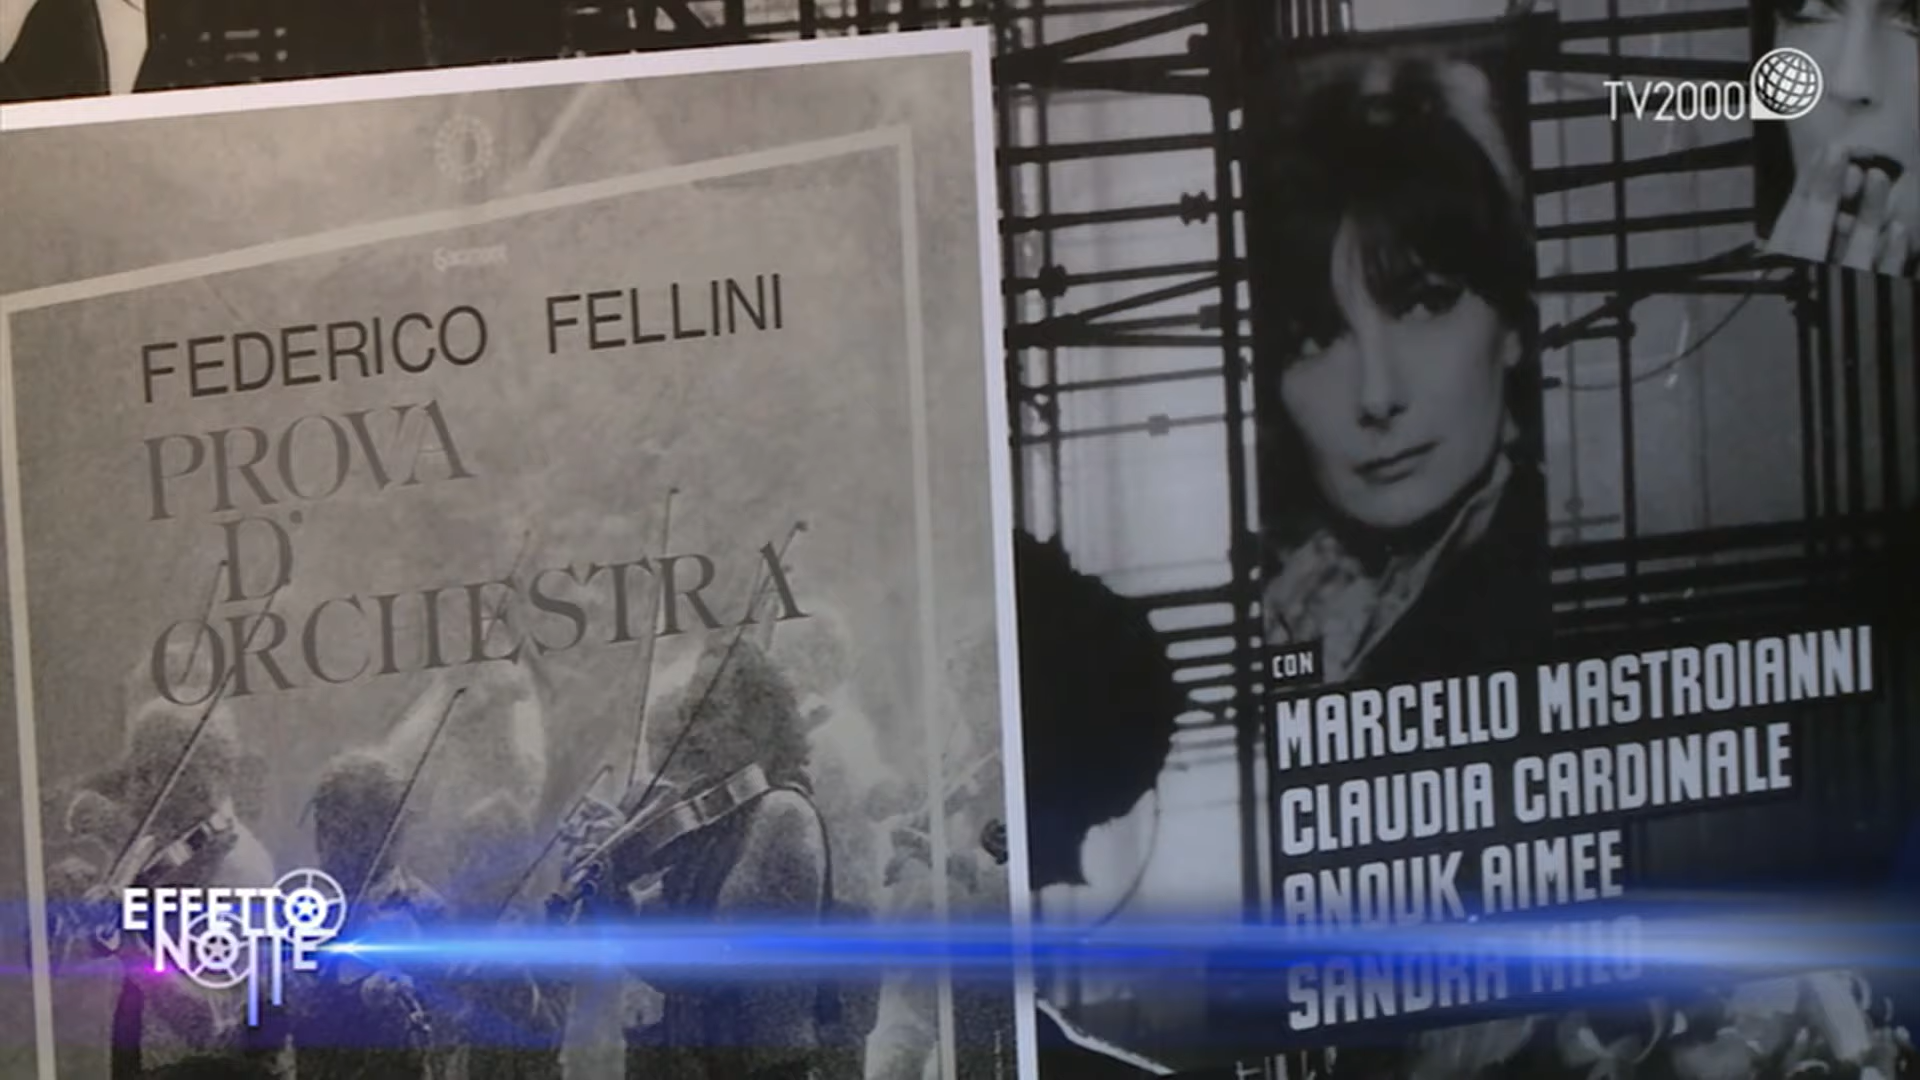 TV2000
FEDERICO FELLINI
PROVA
D'
ORCHESTRA
CON
MARCELLO MASTROIANNI
CLAUDIA CARDINALE
ANOUK AIMEE
SANDRA MILO
EFFETTO
NOTTE